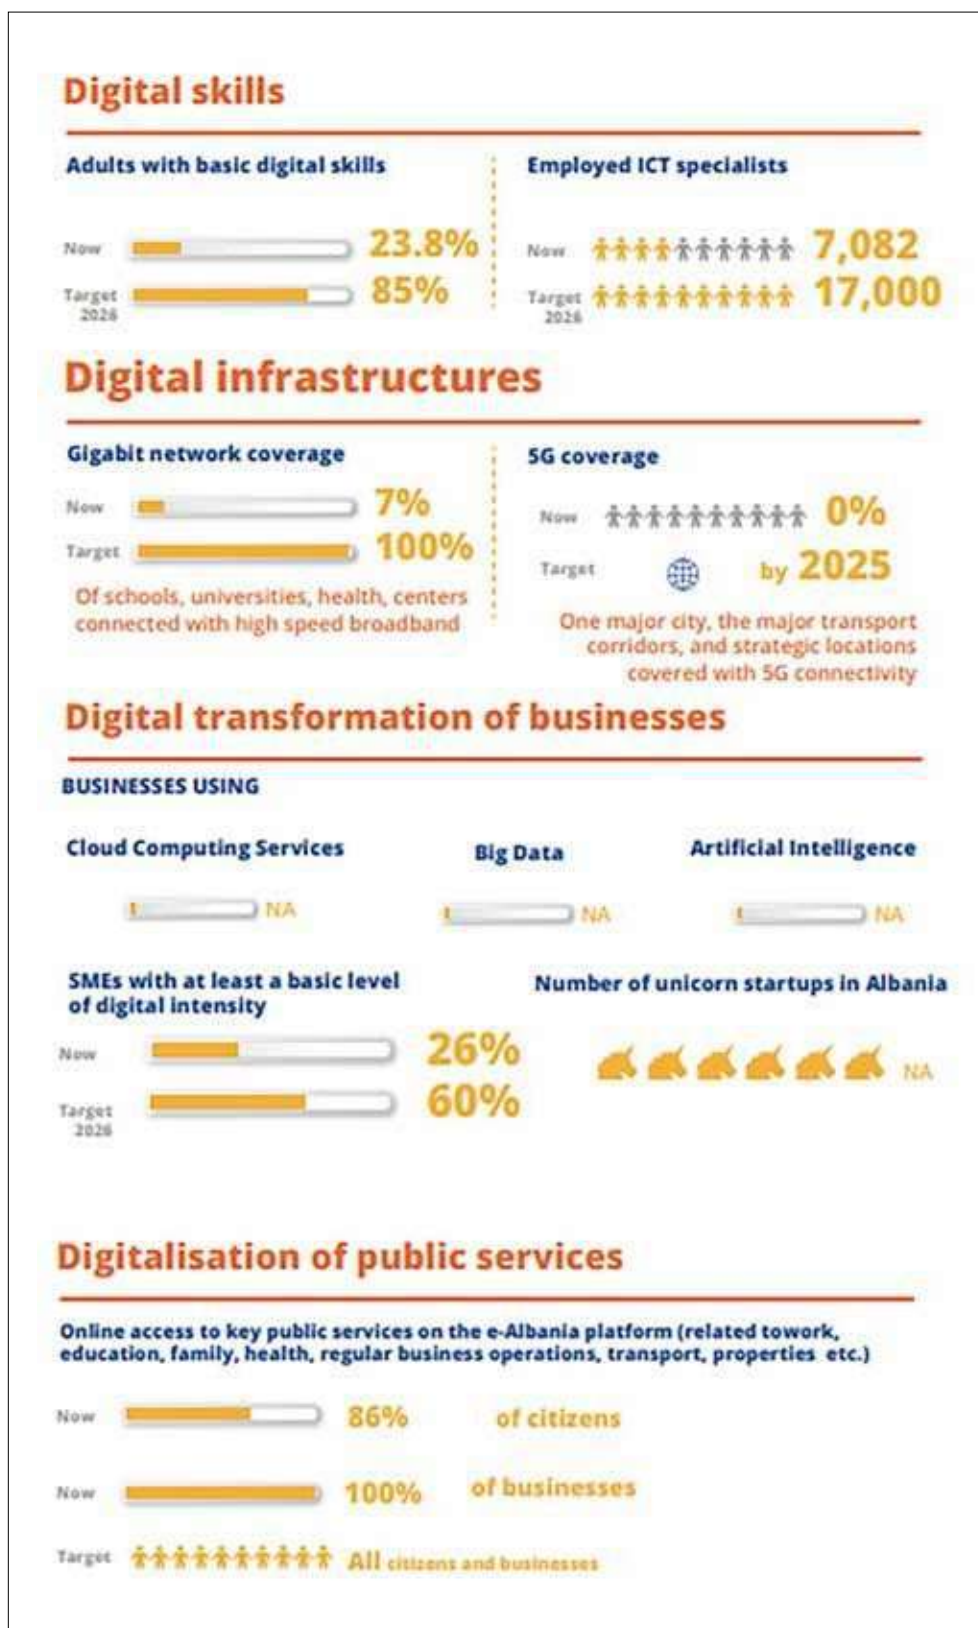 Digital skills
Adults with basic digital skills
Now 23.8%
Target 85%
2026
Employed ICT specialists
Now 7,082
Target 17,000
2026
Digital infrastructures
Gigabit network coverage
Now 7%
Target 100%
Of schools, universities, health, centers
connected with high speed broadband
5G coverage
Now 0%
Target by 2025
One major city, the major transport
corridors, and strategic locations
covered with 5G connectivity
Digital transformation of businesses
BUSINESSES USING
Cloud Computing Services
NA
Big Data
NA
Artificial Intelligence
NA
SMEs with at least a basic level
of digital intensity
Now 26%
Target 60%
2026
Number of unicorn startups in Albania
NA
Digitalisation of public services
Online access to key public services on the e-Albania platform (related towork,
education, family, health, regular business operations, transport, properties etc.)
Now 86% of citizens
Now 100% of businesses
Target All citizens and businesses